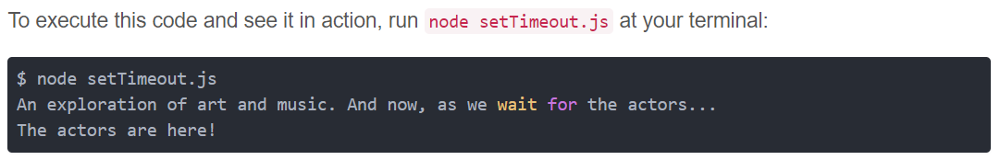 To execute this code and see it in action, run node setTimeout.js at your terminal:
$ node setTimeout.js
An exploration of art and music. And now, as we wait for the actors...
The actors are here!